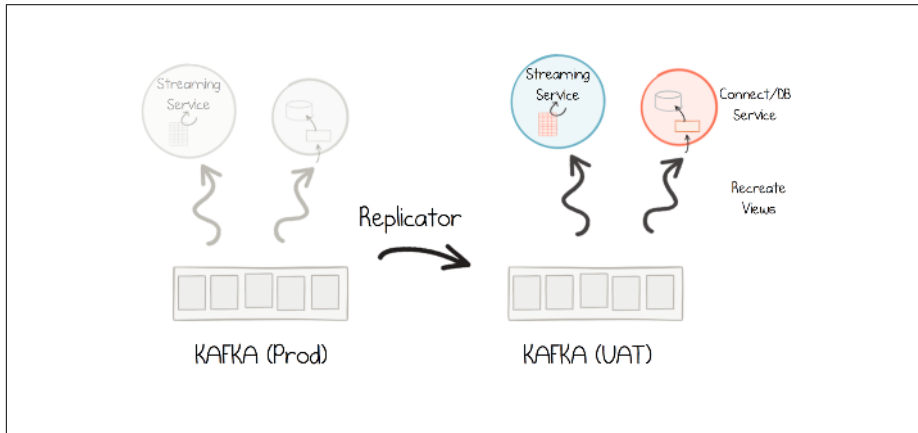 Streaming
Service
Streaming
Service
Connect/DB
Service
Recreate
Views
Replicator
KAFKA (Prod)
KAFKA (UAT)